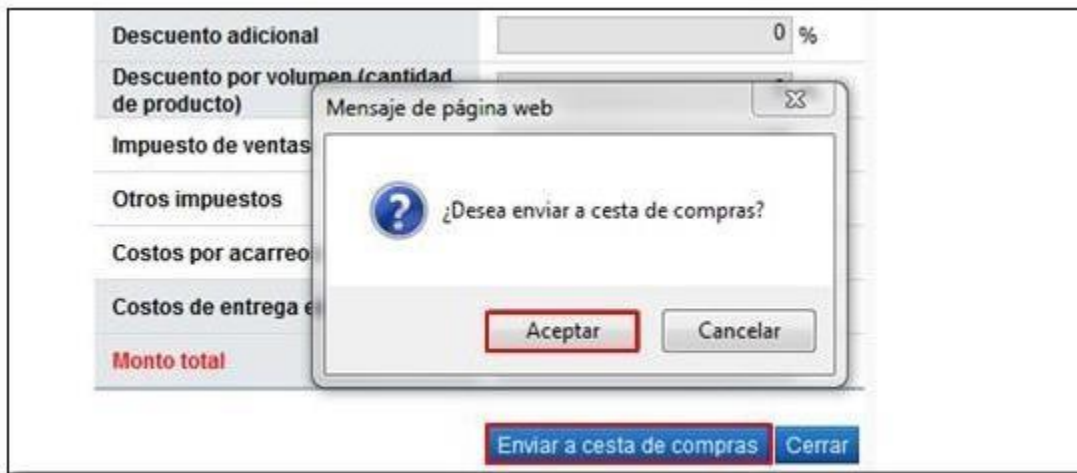 Descuento adicional 0 %
Descuento por volumen (cantidad
de producto)
Mensaje de página web
Impuesto de ventas
Otros impuestos
¿Desea enviar a cesta de compras?
Costos por acarreo
Costos de entrega
Aceptar Cancelar
Monto total
Enviar a cesta de compras Cerrar